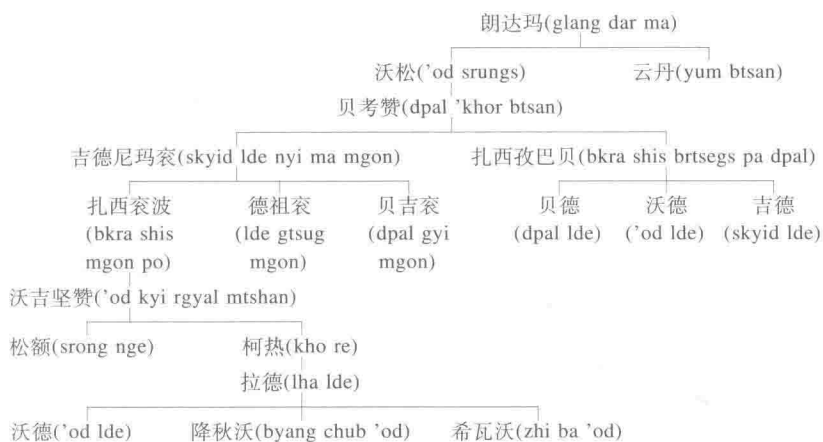 朗达玛(glang dar ma)
沃松('od srungs) 云丹(yum btsan)
贝考赞(dpal 'khor btsan)
吉德尼玛衮(skyid lde nyi ma mgon) 扎西孜巴贝(bkra shis brtsegs pa dpal)
扎西衮波 德祖衮 贝吉衮 贝德 沃德 吉德
(bkra shis (lde gtsug (dpal gyi (dpal lde) ('od lde) (skyid lde)
mgon po) mgon) mgon)
沃吉坚赞('od kyi rgyal mtshan)
松额(srong nge) 柯热(kho re)
拉德(lha lde)
沃德('od lde) 降秋沃(byang chub 'od) 希瓦沃(zhi ba 'od)